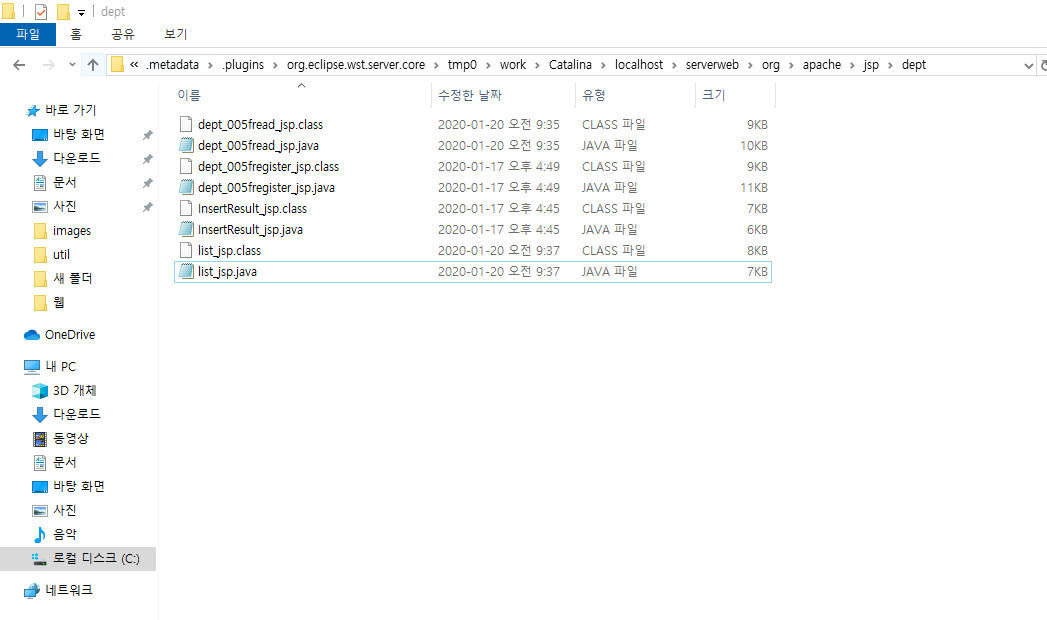 dept
파일 홈 공유 보기
« .metadata › .plugins › org.eclipse.wst.server.core › tmp0 › work › Catalina › localhost › serverweb › org › apache › jsp › dept
바로 가기
바탕 화면
다운로드
문서
사진
images
util
새 폴더
웹
OneDrive
내 PC
3D 개체
다운로드
동영상
문서
바탕 화면
사진
음악
로컬 디스크 (C:)
네트워크
이름 수정한 날짜 유형 크기
dept_005fread_jsp.class 2020-01-20 오전 9:35 CLASS 파일 9KB
dept_005fread_jsp.java 2020-01-20 오전 9:35 JAVA 파일 10KB
dept_005fregister_jsp.class 2020-01-17 오후 4:49 CLASS 파일 9KB
dept_005fregister_jsp.java 2020-01-17 오후 4:49 JAVA 파일 11KB
InsertResult_jsp.class 2020-01-17 오후 4:45 CLASS 파일 7KB
InsertResult_jsp.java 2020-01-17 오후 4:45 JAVA 파일 6KB
list_jsp.class 2020-01-20 오전 9:37 CLASS 파일 8KB
list_jsp.java 2020-01-20 오전 9:37 JAVA 파일 7KB